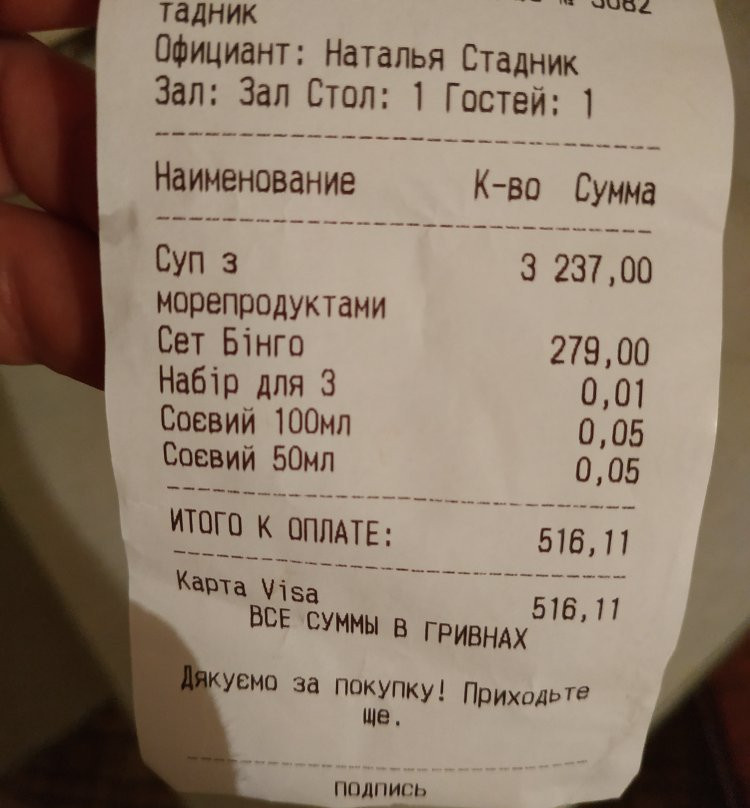 тадник
№ 3082
Официант: Наталья Стадник
Зал: Зал Стол: 1 Гостей: 1
Наименование К-во Сумма
Суп з 3 237,00
морепродуктами
Сет Бінго 279,00
Набір для 3 0,01
Соєвий 100мл 0,05
Соєвий 50мл 0,05
ИТОГО К ОПЛАТЕ: 516,11
Карта Visa 516,11
ВСЕ СУММЫ В ГРИВНАХ
Дякуємо за покупку! Приходьте
ще.
ПОДПИСЬ